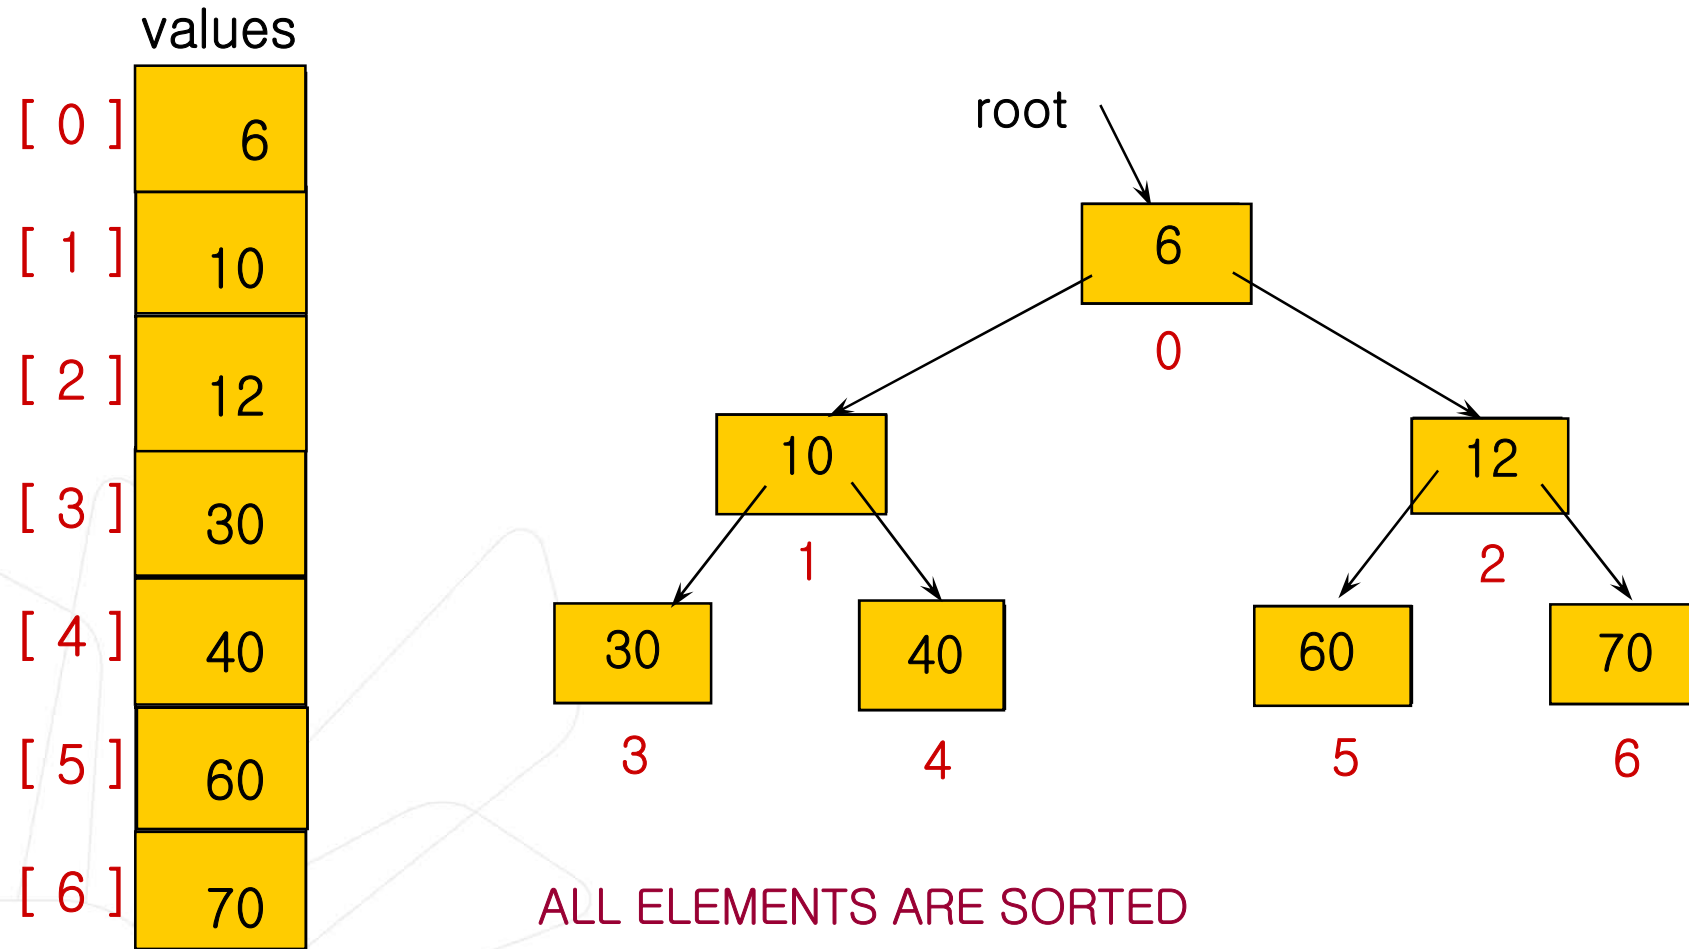 values
[ 0 ] 6
[ 1 ] 10
[ 2 ] 12
[ 3 ] 30
[ 4 ] 40
[ 5 ] 60
[ 6 ] 70
root
6
0
10 12
1 2
30 40 60 70
3 4 5 6
ALL ELEMENTS ARE SORTED